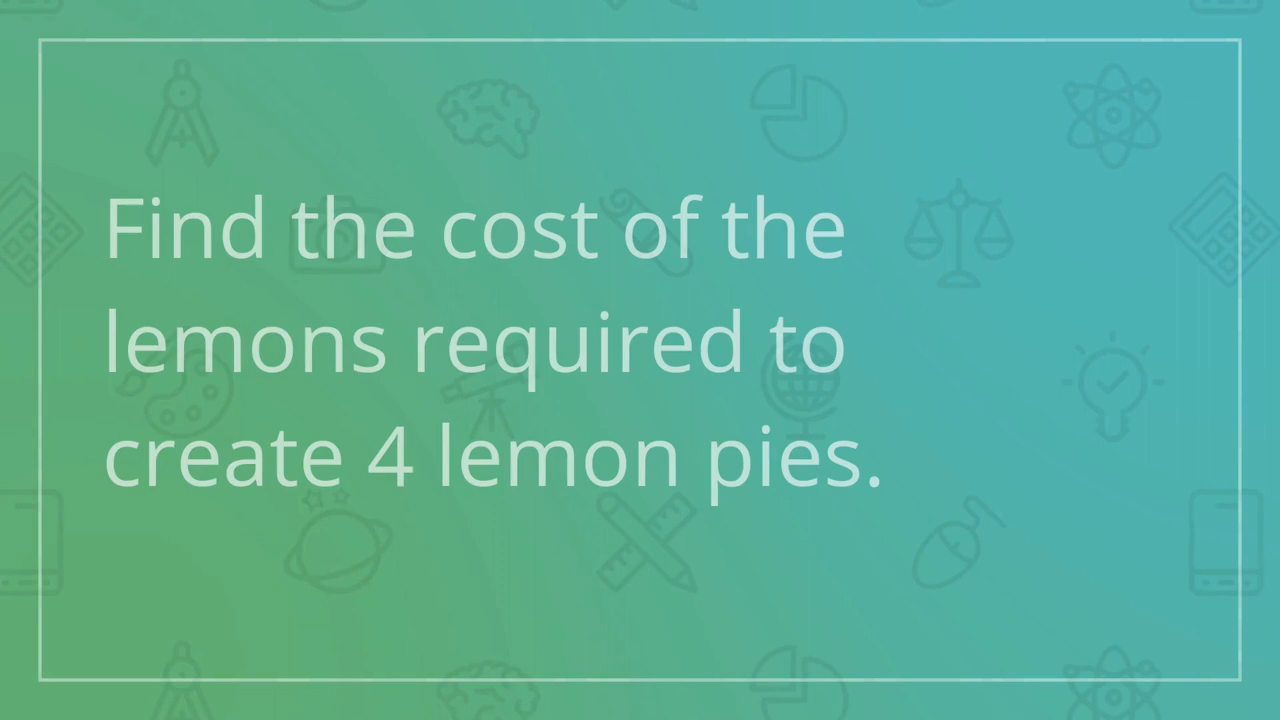 Find the cost of the
lemons required to
create 4 lemon pies.